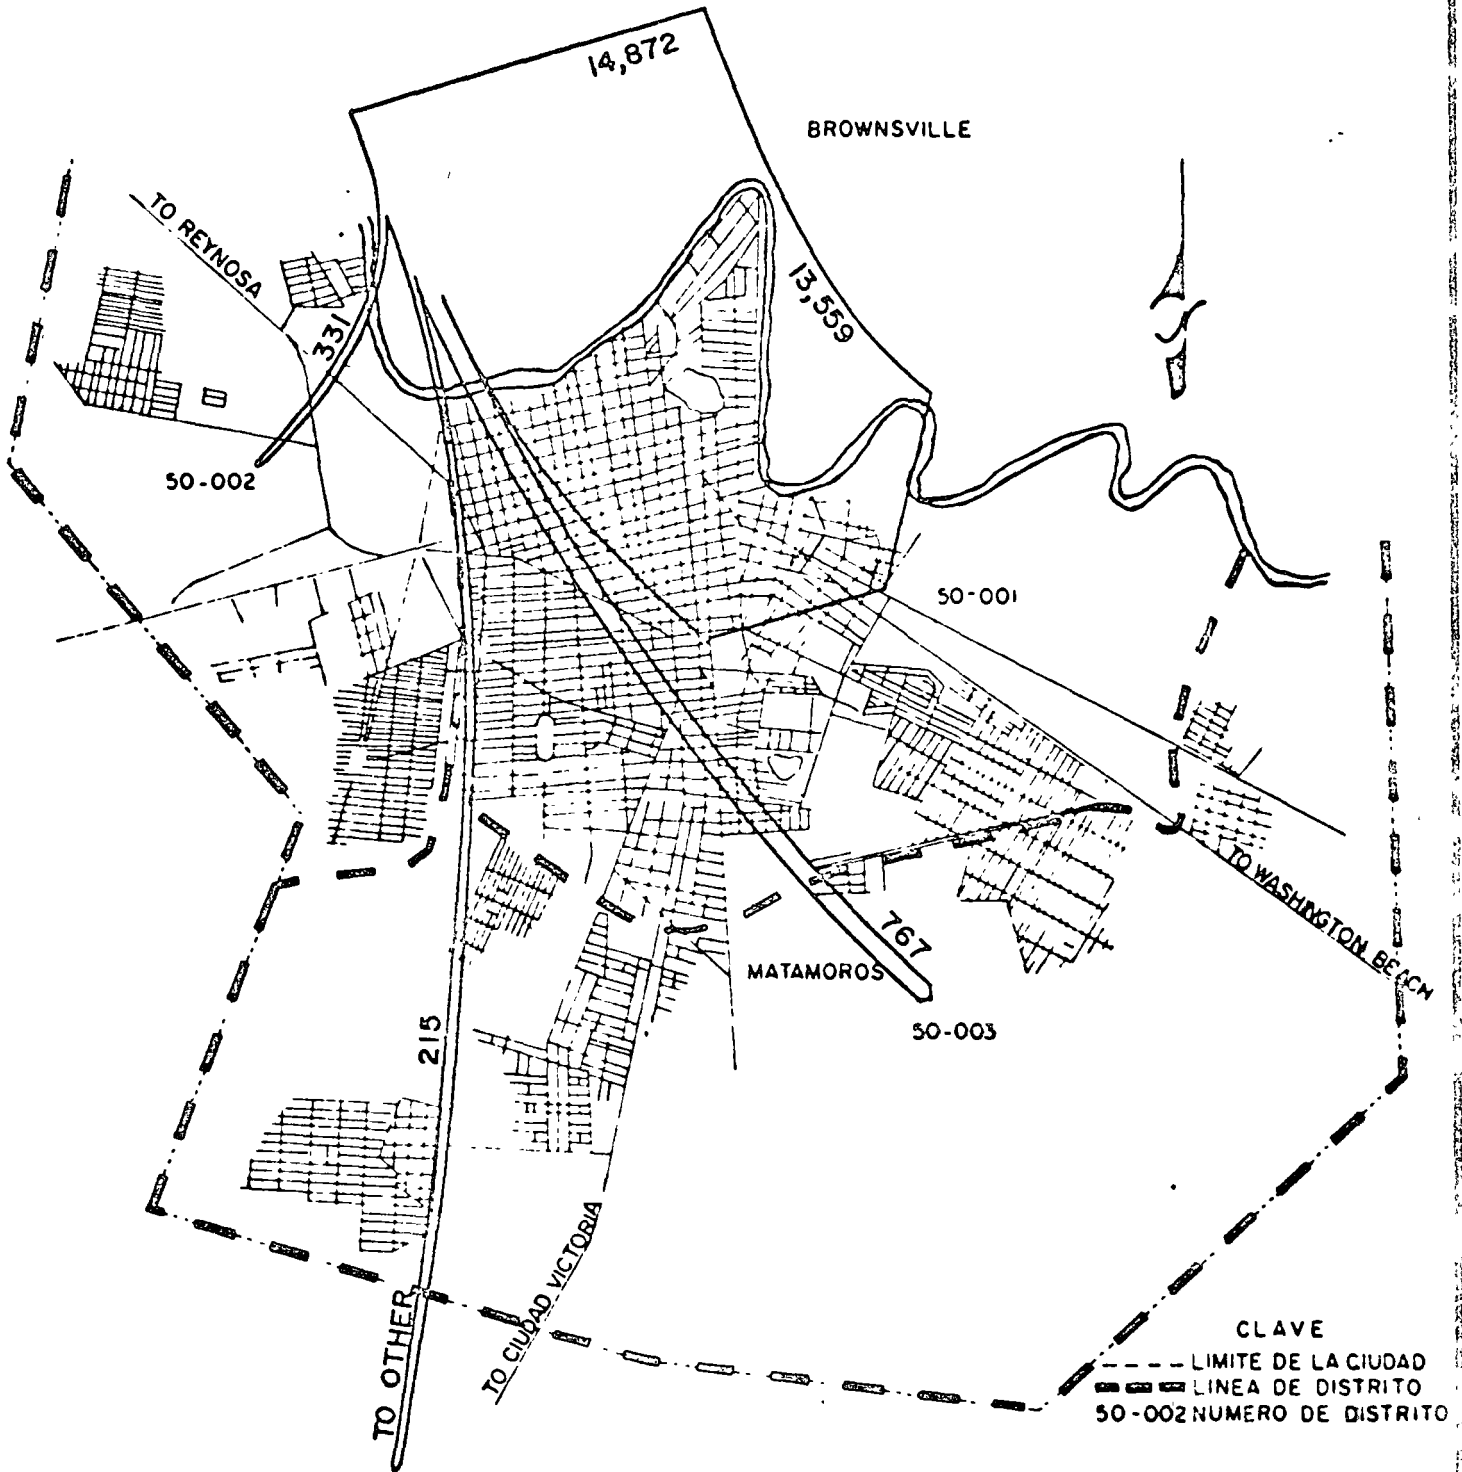 14,872
BROWNSVILLE
TO REYNOSA
13,559
331
50-002
50-001
TO WASHINGTON BEACH
767
MATAMOROS
50-003
215
TO CIUDAD VICTORIA
TO OTHER
CLAVE
LIMITE DE LA CIUDAD
LINEA DE DISTRITO
50-002 NUMERO DE DISTRITO